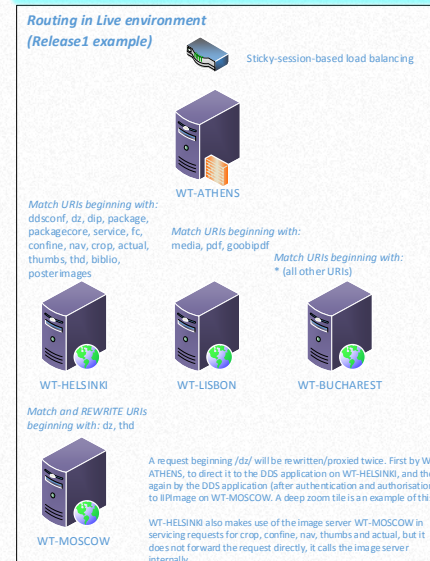 Routing in Live environment
(Release1 example)
Sticky-session-based load balancing
WT-ATHENS
Match URIs beginning with:
ddsconf, dz, dip, package,
packagecore, service, fc,
confine, nav, crop, actual,
thumbs, thd, biblio,
posterimages
Match URIs beginning with:
media, pdf, goobipdf
Match URIs beginning with:
* (all other URIs)
WT-HELSINKI
WT-LISBON
WT-BUCHAREST
Match and REWRITE URIs
beginning with: dz, thd
WT-MOSCOW
A request beginning /dz/ will be rewritten/proxied twice. First by
ATHENS, to direct it to the DDS application on WT-HELSINKI, and
again by the DDS application (after authentication and
to IIPImage on WT-MOSCOW. A deep zoom tile is an example of
WT-HELSINKI also makes use of the image server WT-MOSCOW in
servicing requests for crop, confine, nav, thumbs and actual, but it
does not forward the request directly, it calls the image server
internally